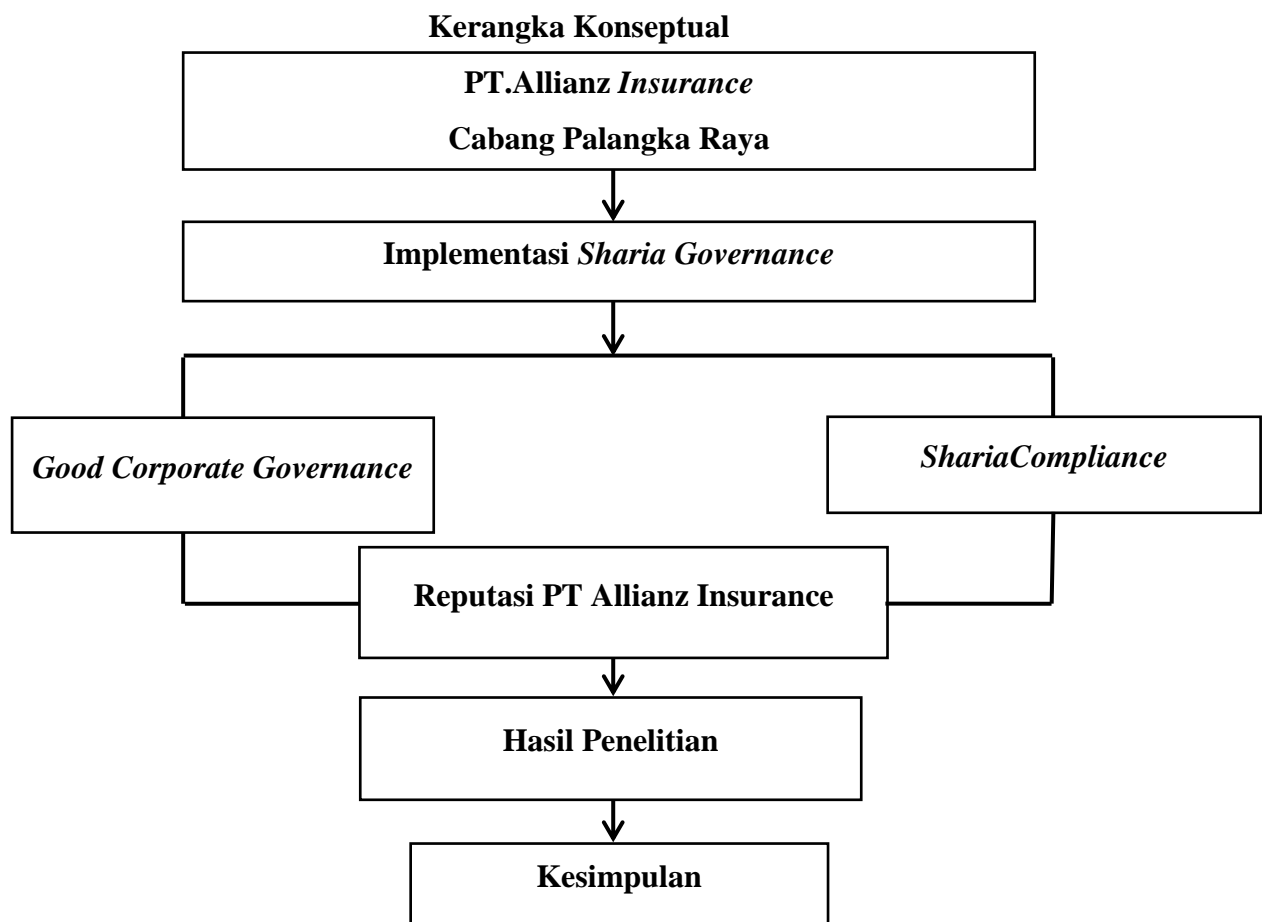 Kerangka Konseptual
PT.Allianz Insurance
Cabang Palangka Raya
Implementasi Sharia Governance
Good Corporate Governance
ShariaCompliance
Reputasi PT Allianz Insurance
Hasil Penelitian
Kesimpulan